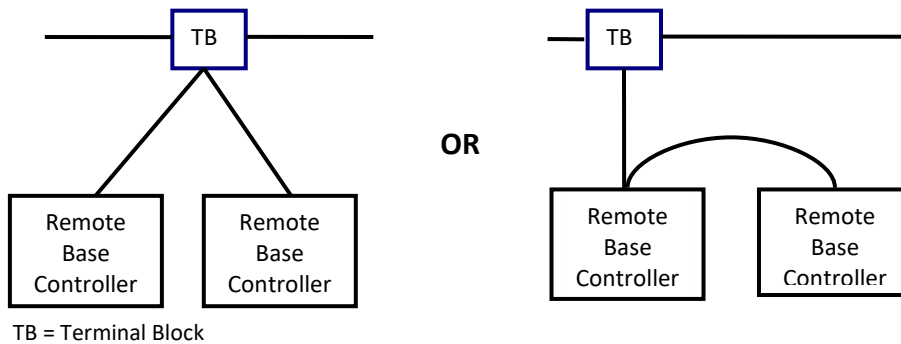 TB
TB
OR
Remote
Base
Controller
Remote
Base
Controller
Remote
Base
Controller
Remote
Base
Controller
TB = Terminal Block